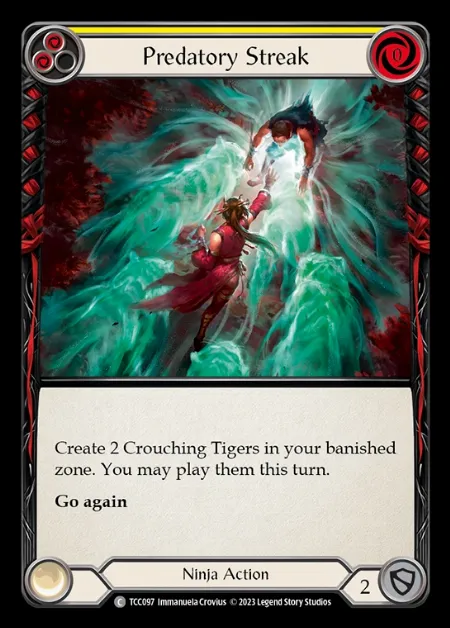 Predatory Streak
0
Create 2 Crouching Tigers in your banished
zone. You may play them this turn.
Go again
Ninja Action
2
C TCC097 Immanuela Crovius © 2023 Legend Story Studios